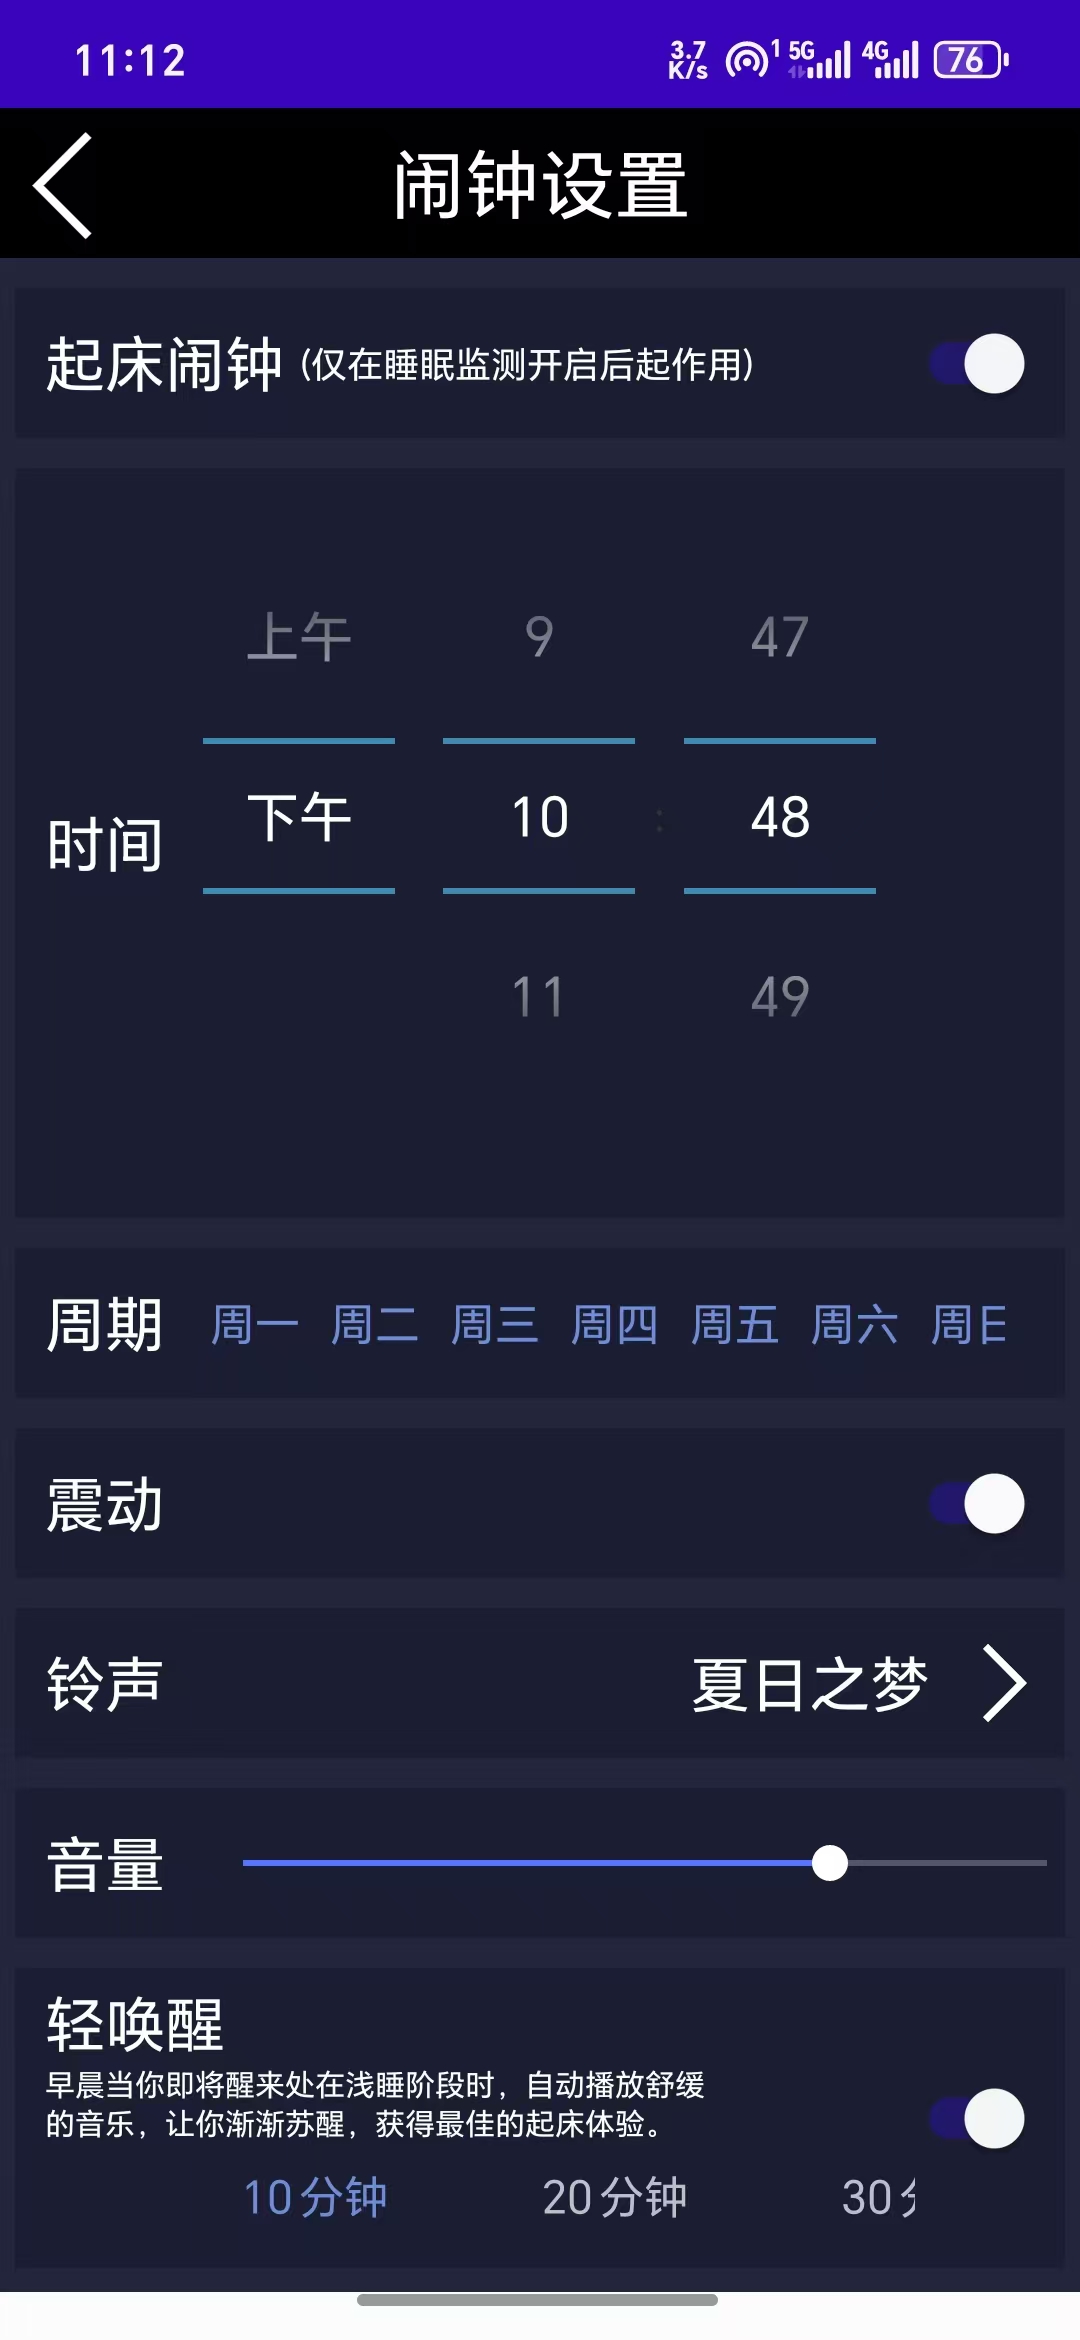 11:12 3.7 K/s 1 5G 4G 76
闹钟设置
起床闹钟 (仅在睡眠监测开启后起作用)
上午 9 47
时间 下午 10 : 48
11 49
周期 周一 周二 周三 周四 周五 周六 周日
震动
铃声 夏日之梦
音量
轻唤醒
早晨当你即将醒来处在浅睡阶段时，自动播放舒缓
的音乐，让你渐渐苏醒，获得最佳的起床体验。
10分钟 20分钟 30